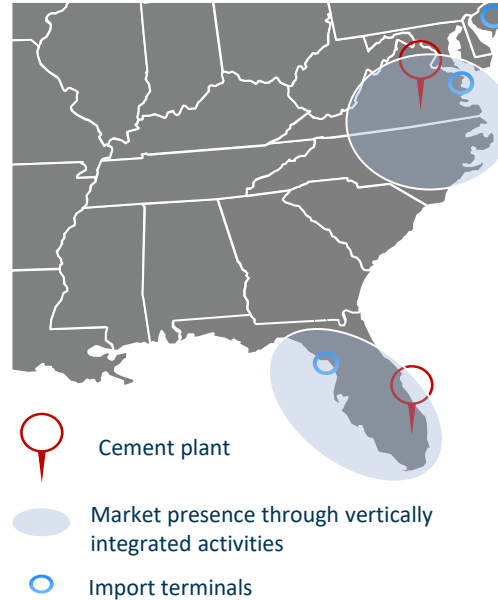 Cement plant
Market presence through vertically
integrated activities
Import terminals